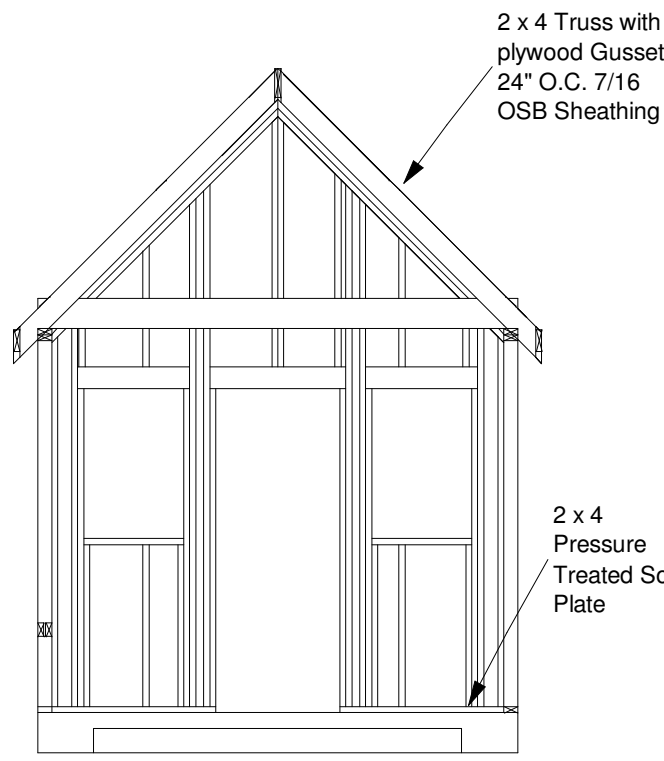 2 x 4 Truss with
plywood Gusset
24" O.C. 7/16
OSB Sheathing
2 x 4
Pressure
Treated
Plate